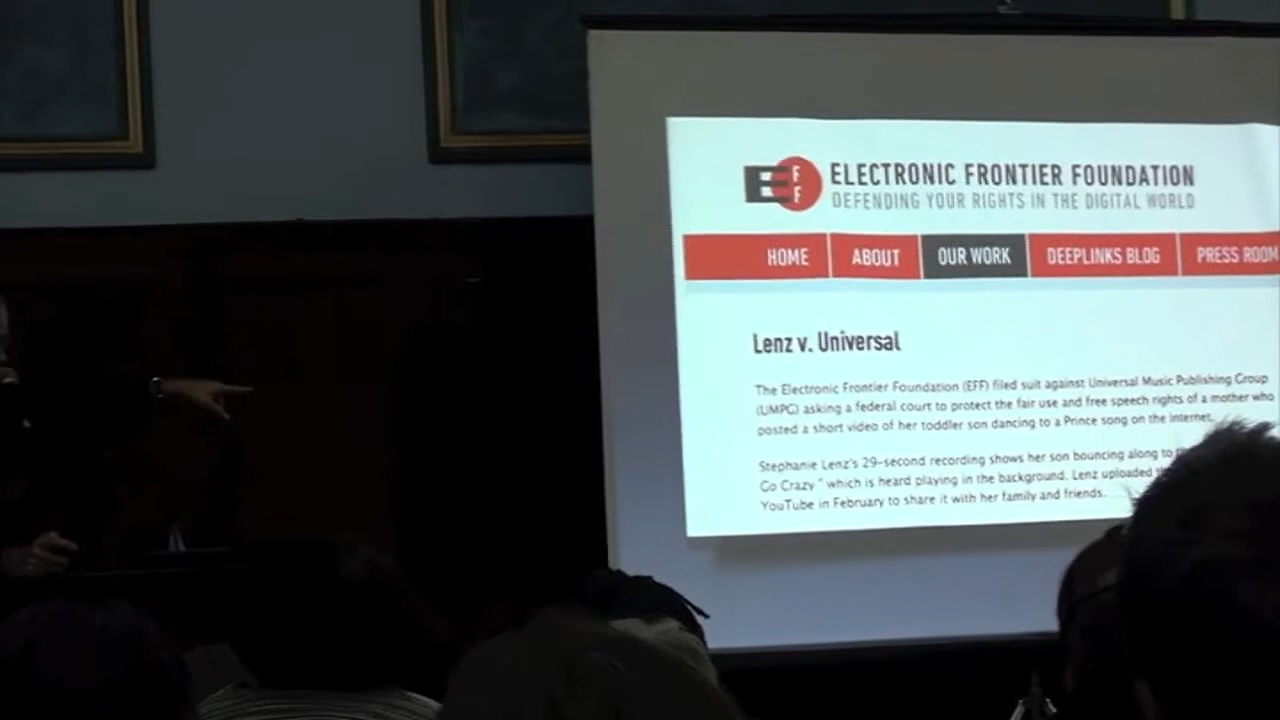 EFF
ELECTRONIC FRONTIER FOUNDATION
DEFENDING YOUR RIGHTS IN THE DIGITAL WORLD
HOME ABOUT OUR WORK DEEPLINKS BLOG PRESS ROOM
Lenz v. Universal
The Electronic Frontier Foundation (EFF) filed suit against Universal Music Publishing Group
(UMPG) asking a federal court to protect the fair use and free speech rights of a mother who
posted a short video of her toddler son dancing to a Prince song on the Internet.
Stephanie Lenz's 29-second recording shows her son bouncing along to
Go Crazy " which is heard playing in the background. Lenz uploaded
YouTube in February to share it with her family and friends.